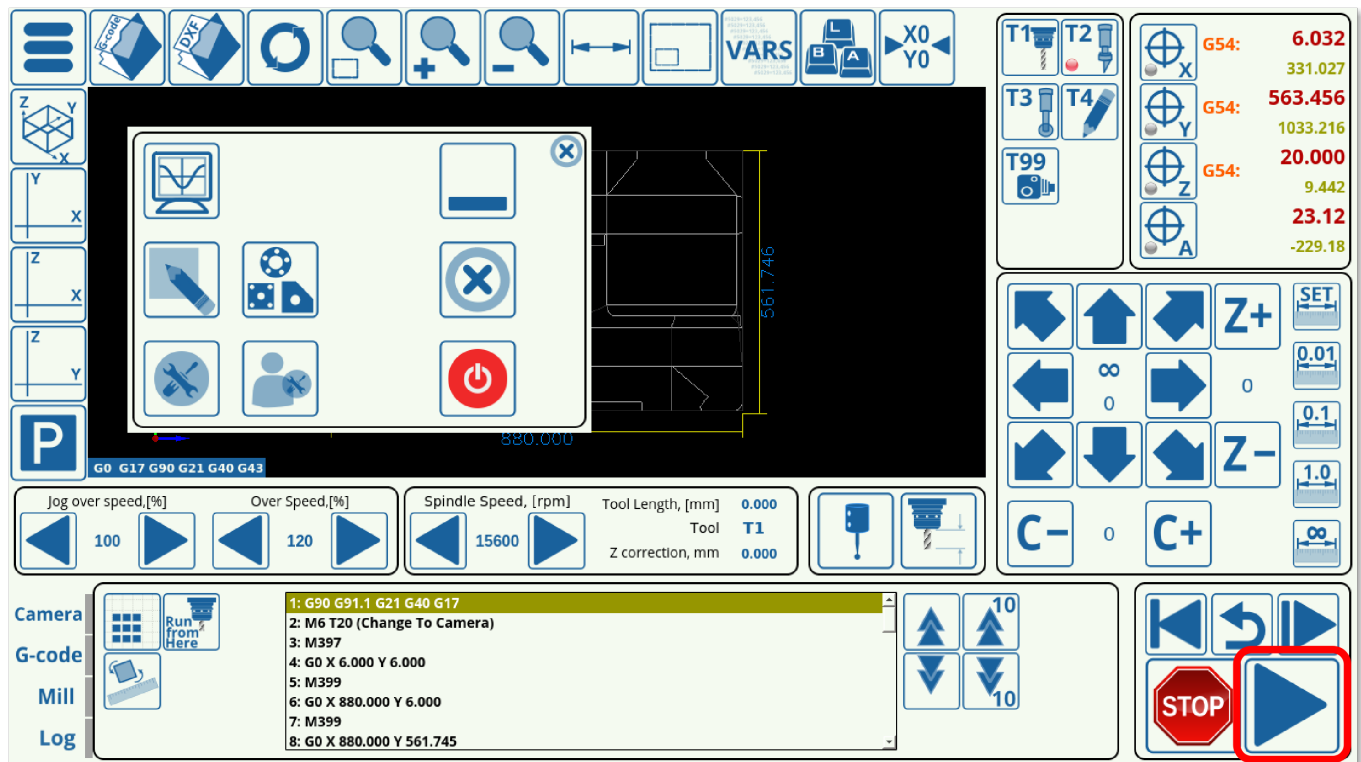 G-code
DXF
VARS
L
B A
X0
Y0
T1 T2
T3 T4
T99
X G54: 6.032
331.027
Y G54: 563.456
1033.216
Z G54: 20.000
9.442
A 23.12
-229.18
Z Y
X
Y
X
Z
X
Z
Y
P
561.746
880.000
G0 G17 G90 G21 G40 G43
SET
Z+
0.01
∞
0
0
0.1
Z-
1.0
C- 0 C+
∞
Jog over speed,[%] Over Speed,[%]
100 120
Spindle Speed, [rpm]
15600
Tool Length, [mm] 0.000
Tool T1
Z correction, mm 0.000
Camera
G-code
Mill
Log
Run
from
Here
1: G90 G91.1 G21 G40 G17
2: M6 T20 (Change To Camera)
3: M397
4: G0 X 6.000 Y 6.000
5: M399
6: G0 X 880.000 Y 6.000
7: M399
8: G0 X 880.000 Y 561.745
10
10
STOP